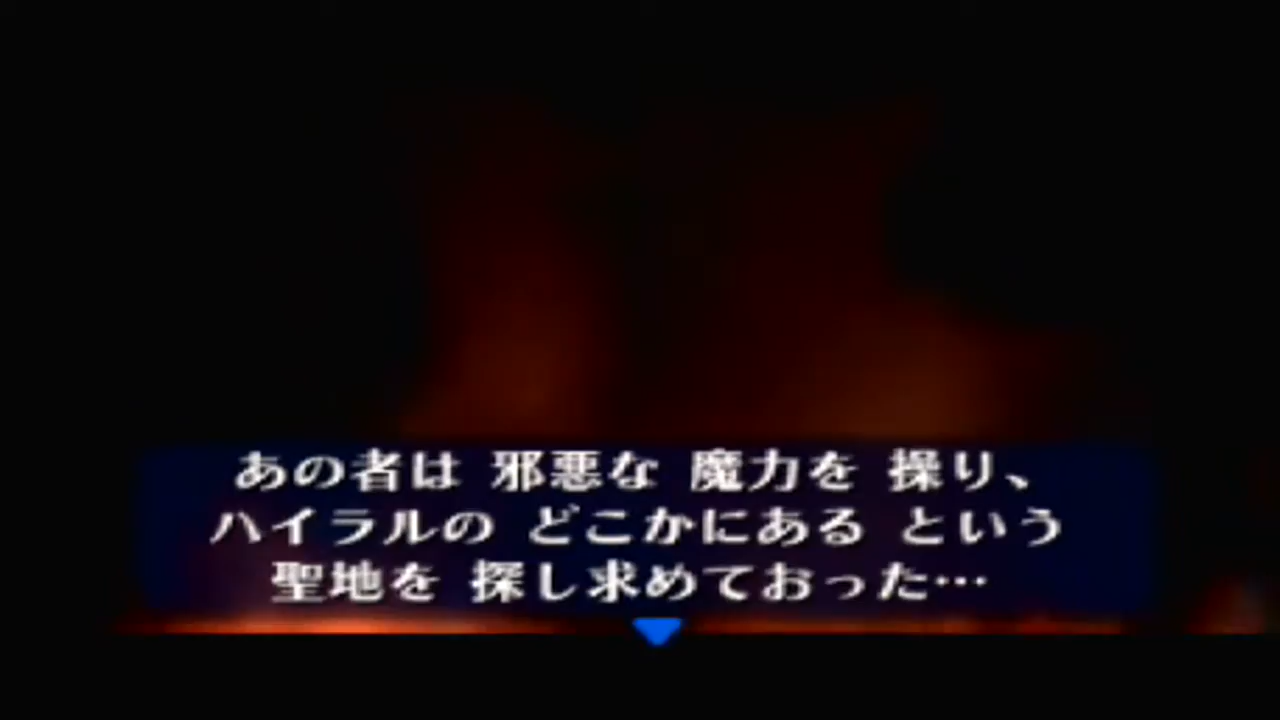 あの者は 邪悪な 魔力を 操り、
ハイラルの どこかにある という
聖地を 探し求めておった…